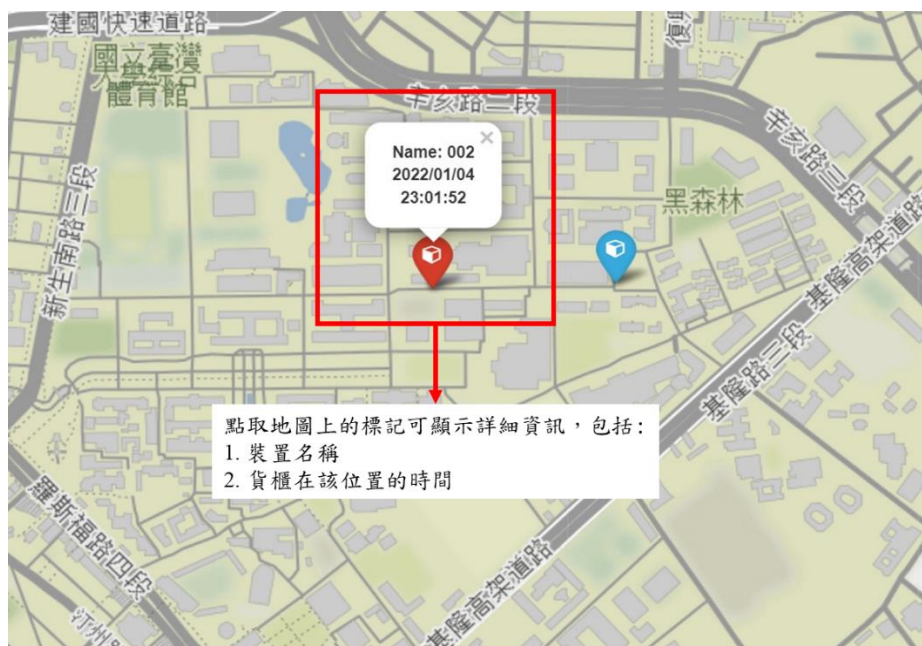 建國快速道路
國立臺灣
大學綜合
體育館
辛亥路二段
復興
辛亥路三段
Name: 002
2022/01/04
23:01:52
黑森林
新生南路三段
基隆高架道路
基隆路三段
點取地圖上的標記可顯示詳細資訊，包括：
1. 裝置名稱
2. 貨櫃在該位置的時間
羅斯福路四段
基隆高架道路
汀州